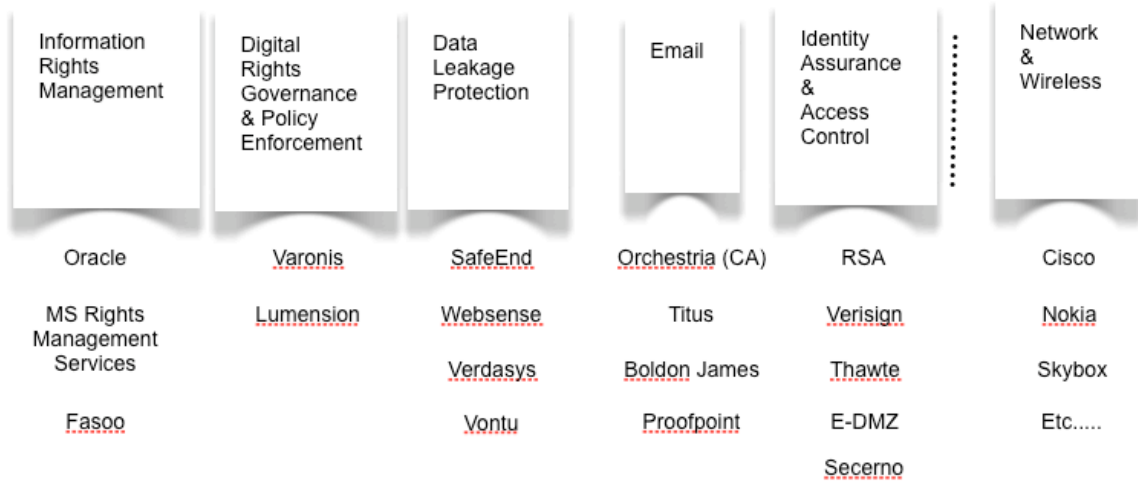 Information
Rights
Management
Digital
Rights
Governance
& Policy
Enforcement
Data
Leakage
Protection
Email
Identity
Assurance
&
Access
Control
Network
&
Wireless
Oracle
MS Rights
Management
Services
Fasoo
Varonis
Lumension
SafeEnd
Websense
Verdasys
Vontu
Orchestria (CA)
Titus
Boldon James
Proofpoint
RSA
Verisign
Thawte
E-DMZ
Secerno
Cisco
Nokia
Skybox
Etc.....